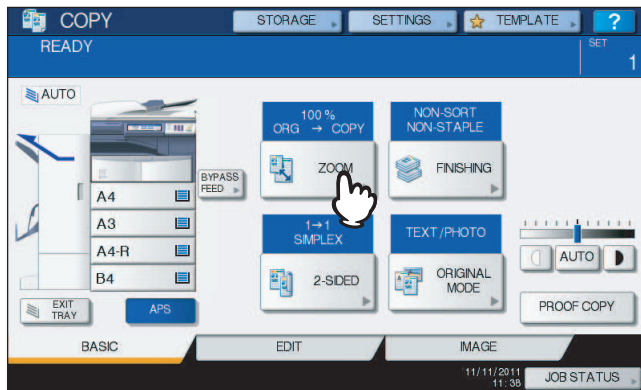 COPY
STORAGE
SETTINGS
TEMPLATE
?
READY
SET
1
AUTO
100 %
ORG → COPY
NON-SORT
NON-STAPLE
ZOOM
FINISHING
BYPASS
FEED
A4
A3
A4-R
B4
1→1
SIMPLEX
TEXT/PHOTO
2-SIDED
ORIGINAL
MODE
AUTO
EXIT
TRAY
APS
PROOF COPY
BASIC
EDIT
IMAGE
11/11/2011
11:38
JOB STATUS